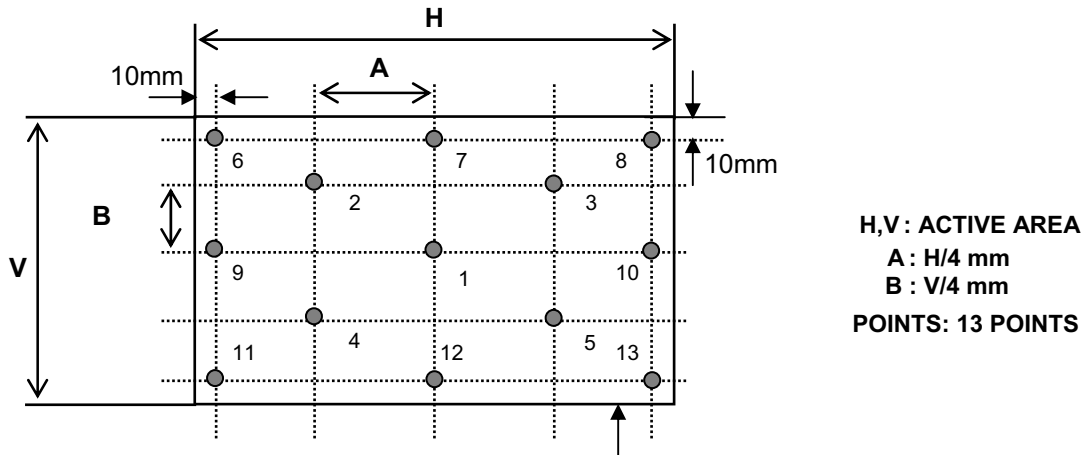 H
10mm
A
6
7
8
10mm
2
3
B
H,V : ACTIVE AREA
V
9
1
10
A : H/4 mm
B : V/4 mm
POINTS: 13 POINTS
4
5
11
12
13